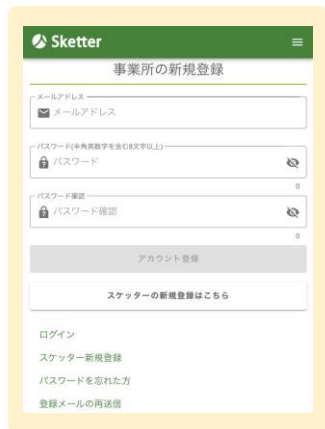 Sketter
事業所の新規登録
メールアドレス
メールアドレス
パスワード(半角英数字を含む8文字以上)
パスワード
0
パスワード確認
パスワード確認
0
アカウント登録
スケッターの新規登録はこちら
ログイン
スケッター新規登録
パスワードを忘れた方
登録メールの再送信